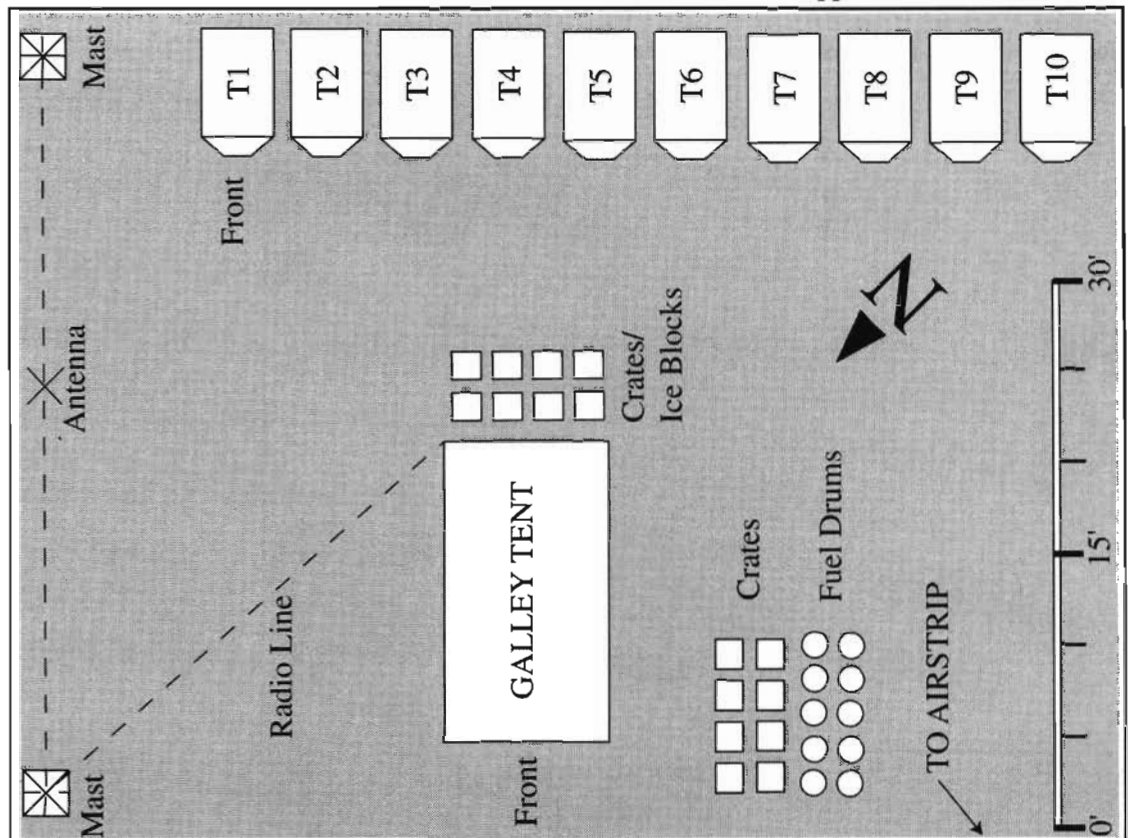 Mast
T1
T2
T3
T4
T5
T6
T7
T8
T9
T10
Front
Antenna
Crates/
Ice Blocks
N
30'
Radio Line
GALLEY TENT
Front
Crates
Fuel Drums
15'
Mast
TO AIRSTRIP
0"